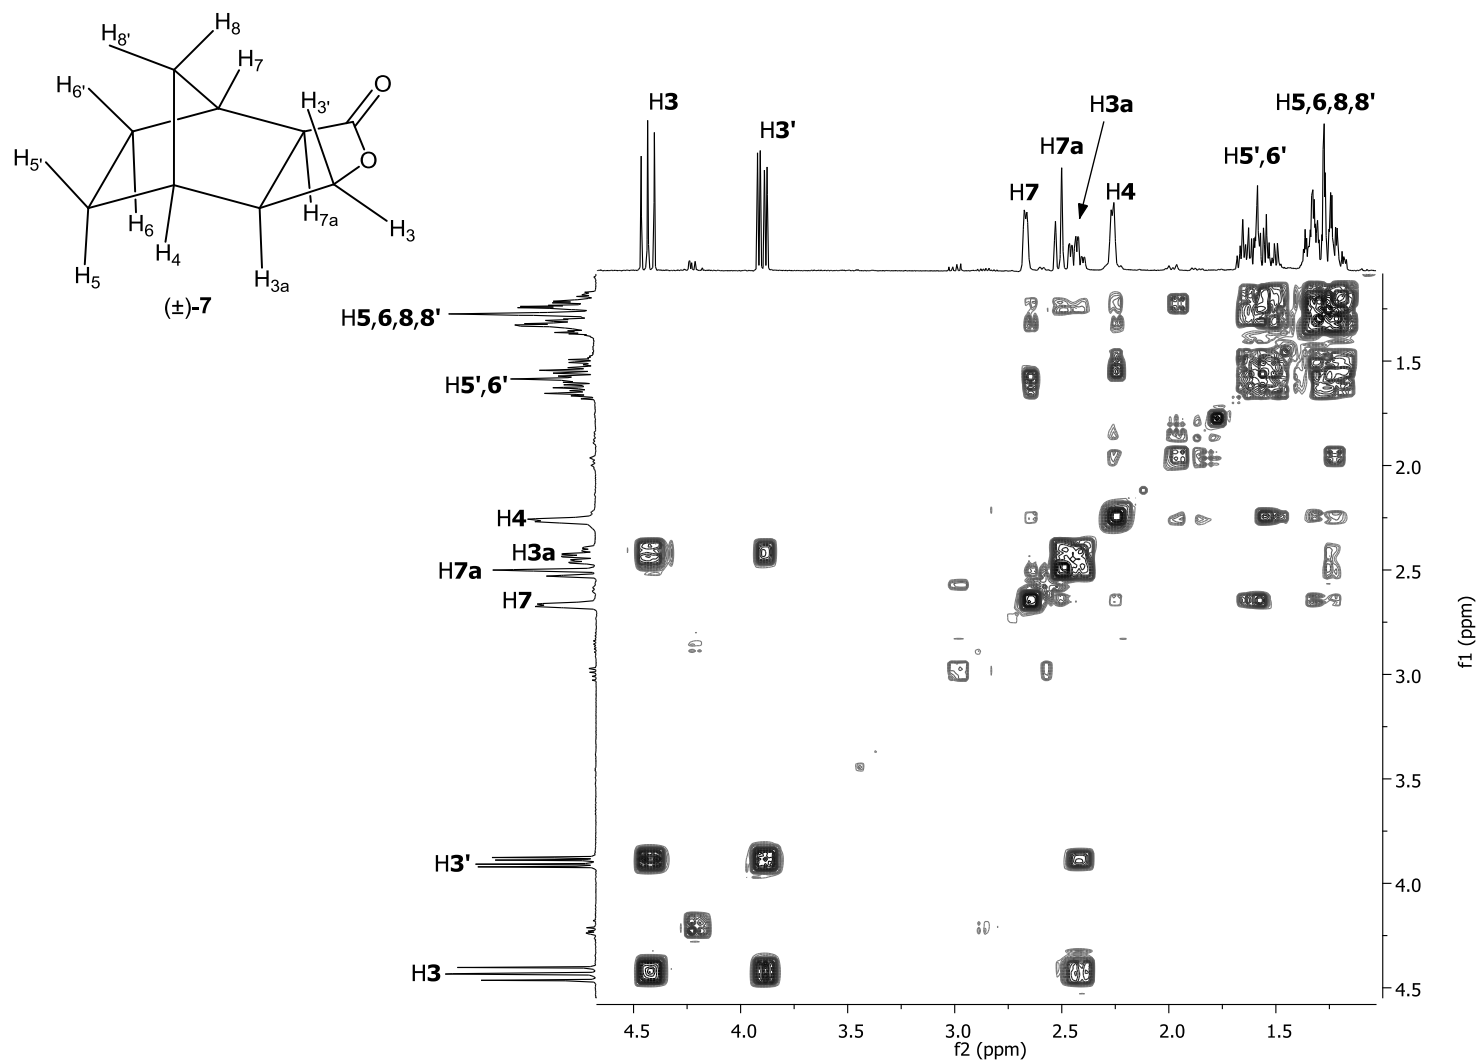 H8'
H8
H7
H6'
H3'
O
O
H5'
H6
H4
H7a
H3
H5
H3a
(±)-7
H3
H3'
H3a
H7a
H7
H4
H5',6'
H5,6,8,8'
H5,6,8,8'
H5',6'
H4
H3a
H7a
H7
H3'
H3
1.5
2.0
2.5
3.0
3.5
4.0
4.5
f1 (ppm)
4.5 4.0 3.5 3.0 2.5 2.0 1.5
f2 (ppm)